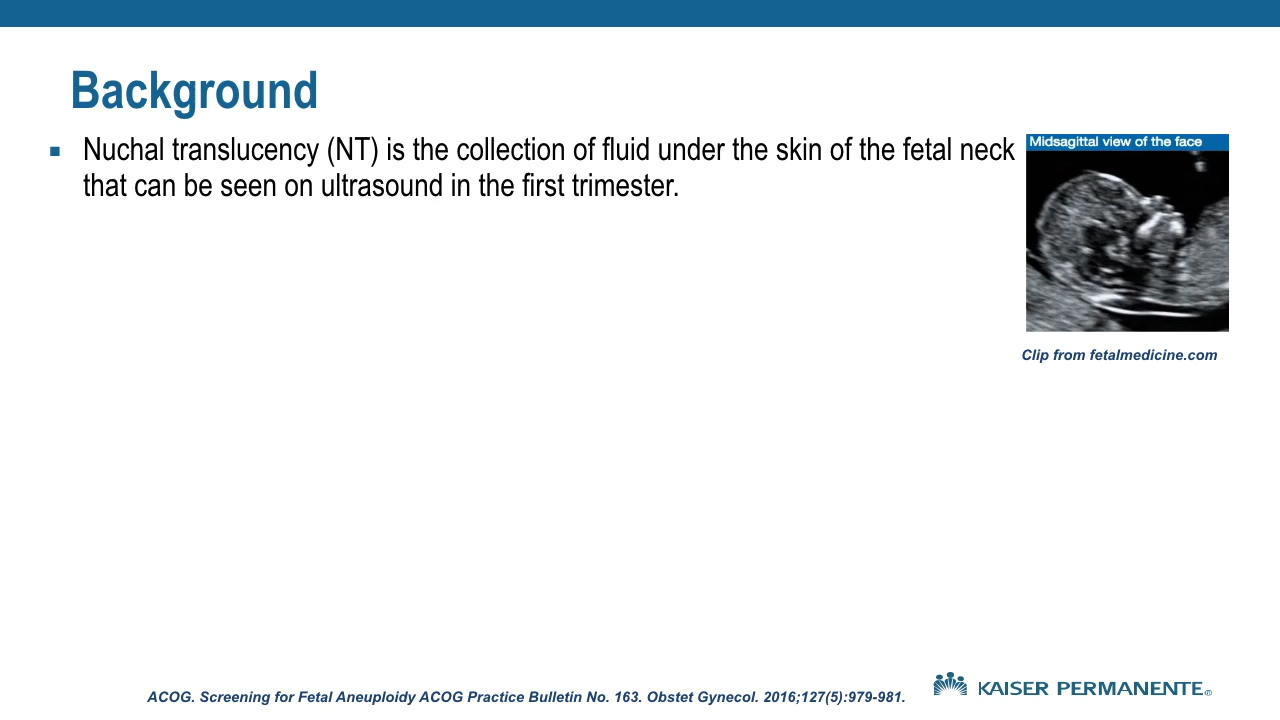 Background
Nuchal translucency (NT) is the collection of fluid under the skin of the fetal neck
that can be seen on ultrasound in the first trimester.
Midsagittal view of the face
Clip from fetalmedicine.com
ACOG. Screening for Fetal Aneuploidy ACOG Practice Bulletin No. 163. Obstet Gynecol. 2016;127(5):979-981.
KAISER PERMANENTE®